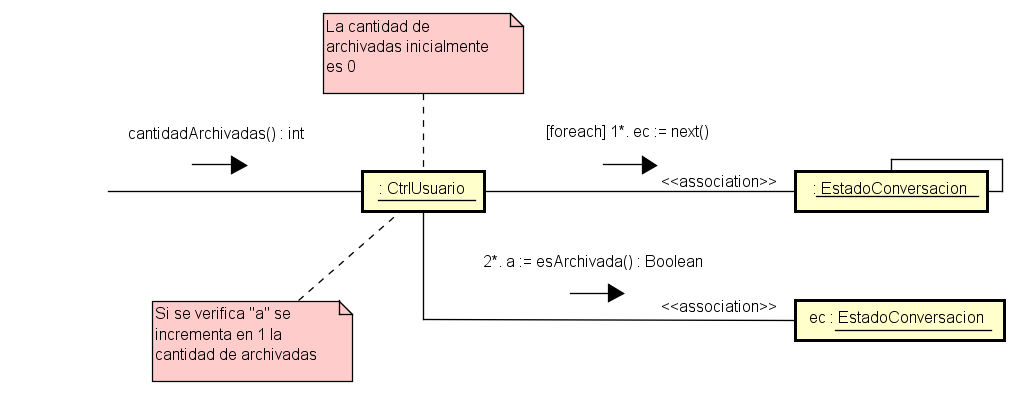 La cantidad de
archivadas inicialmente
es 0
cantidadArchivadas() : int
[foreach] 1*. ec := next()
<<association>>
: CtrlUsuario
: EstadoConversacion
2*. a := esArchivada() : Boolean
<<association>>
ec : EstadoConversacion
Si se verifica "a" se
incrementa en 1 la
cantidad de archivadas